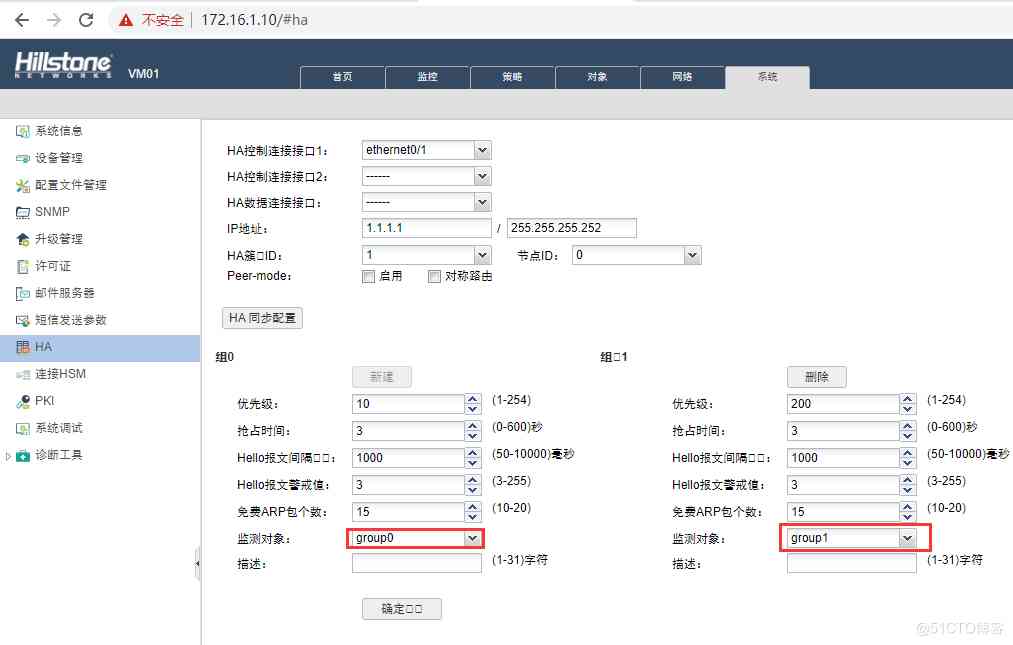 不安全 172.16.1.10/#ha
Hillstone
NETWORKS VM01
首页 监控 策略 对象 网络 系统
系统信息
设备管理
配置文件管理
SNMP
升级管理
许可证
邮件服务器
短信发送参数
HA
连接HSM
PKI
系统调试
诊断工具
HA控制连接接口1: ethernet0/1
HA控制连接接口2: ------
HA数据连接接口: ------
IP地址: 1.1.1.1 / 255.255.255.252
HA簇□ID: 1 节点ID: 0
Peer-mode: 启用 对称路由
HA 同步配置
组0
新建
优先级: 10 (1-254)
抢占时间: 3 (0-600)秒
Hello报文间隔□□: 1000 (50-10000)毫秒
Hello报文警戒值: 3 (3-255)
免费ARP包个数: 15 (10-20)
监测对象: group0
描述: (1-31)字符
确定□□
组□1
删除
优先级: 200 (1-254)
抢占时间: 3 (0-600)秒
Hello报文间隔□□: 1000 (50-10000)毫秒
Hello报文警戒值: 3 (3-255)
免费ARP包个数: 15 (10-20)
监测对象: group1
描述: (1-31)字符
@51CTO博客